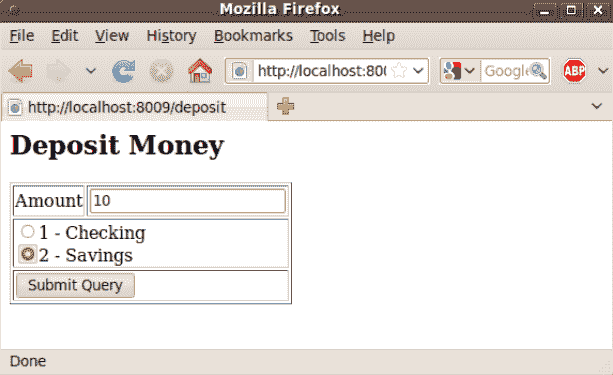 Mozilla Firefox
File Edit View History Bookmarks Tools Help
http://localhost:800 Google ABP
http://localhost:8009/deposit
Deposit Money
Amount 10
1 - Checking
2 - Savings
Submit Query
Done